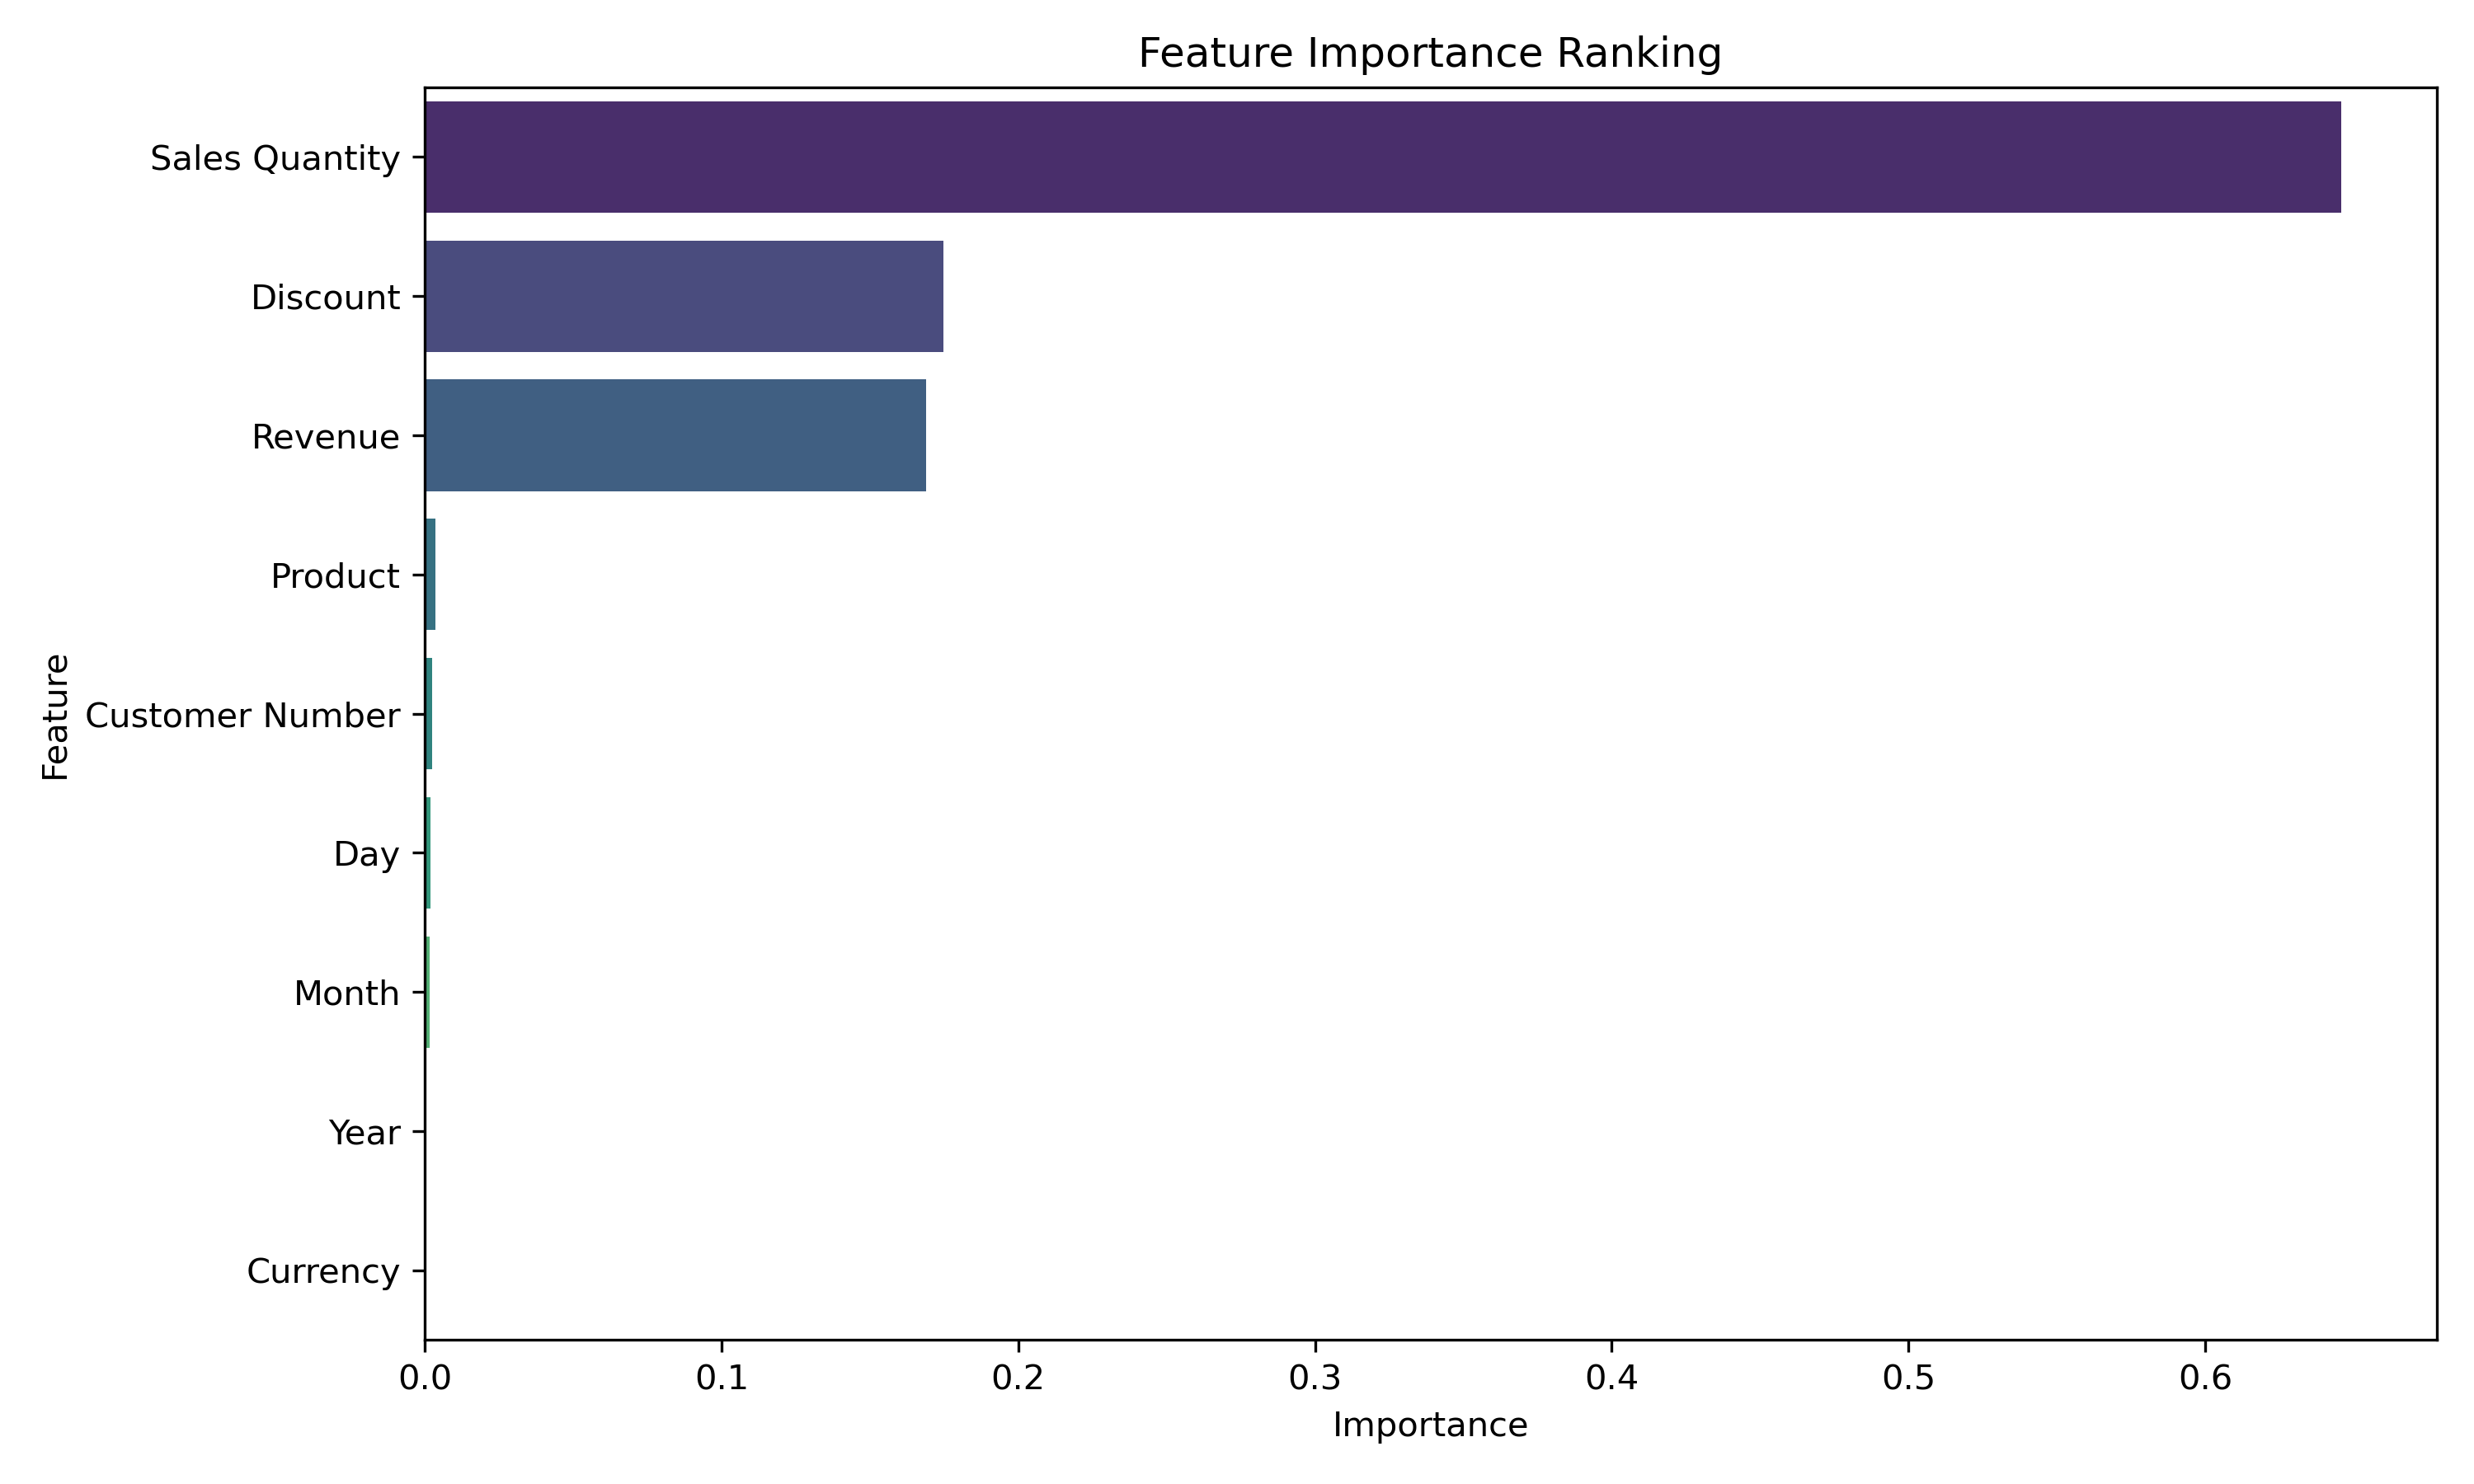 Feature Importance Ranking
Sales Quantity
Discount
Revenue
Product
Customer Number
Day
Month
Year
Currency
Feature
0.0 0.1 0.2 0.3 0.4 0.5 0.6
Importance